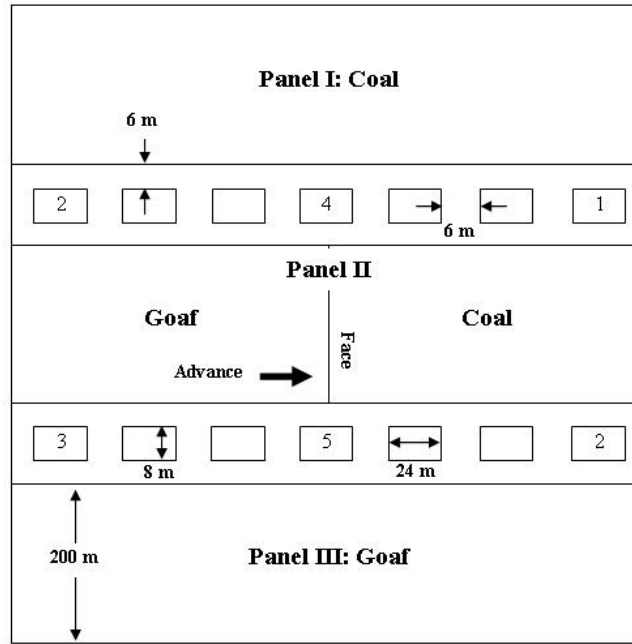 Panel I: Coal
6 m
2
4
1
6 m
Panel II
Goaf
Coal
Face
Advance
3
5
2
8 m
24 m
200 m
Panel III: Goaf